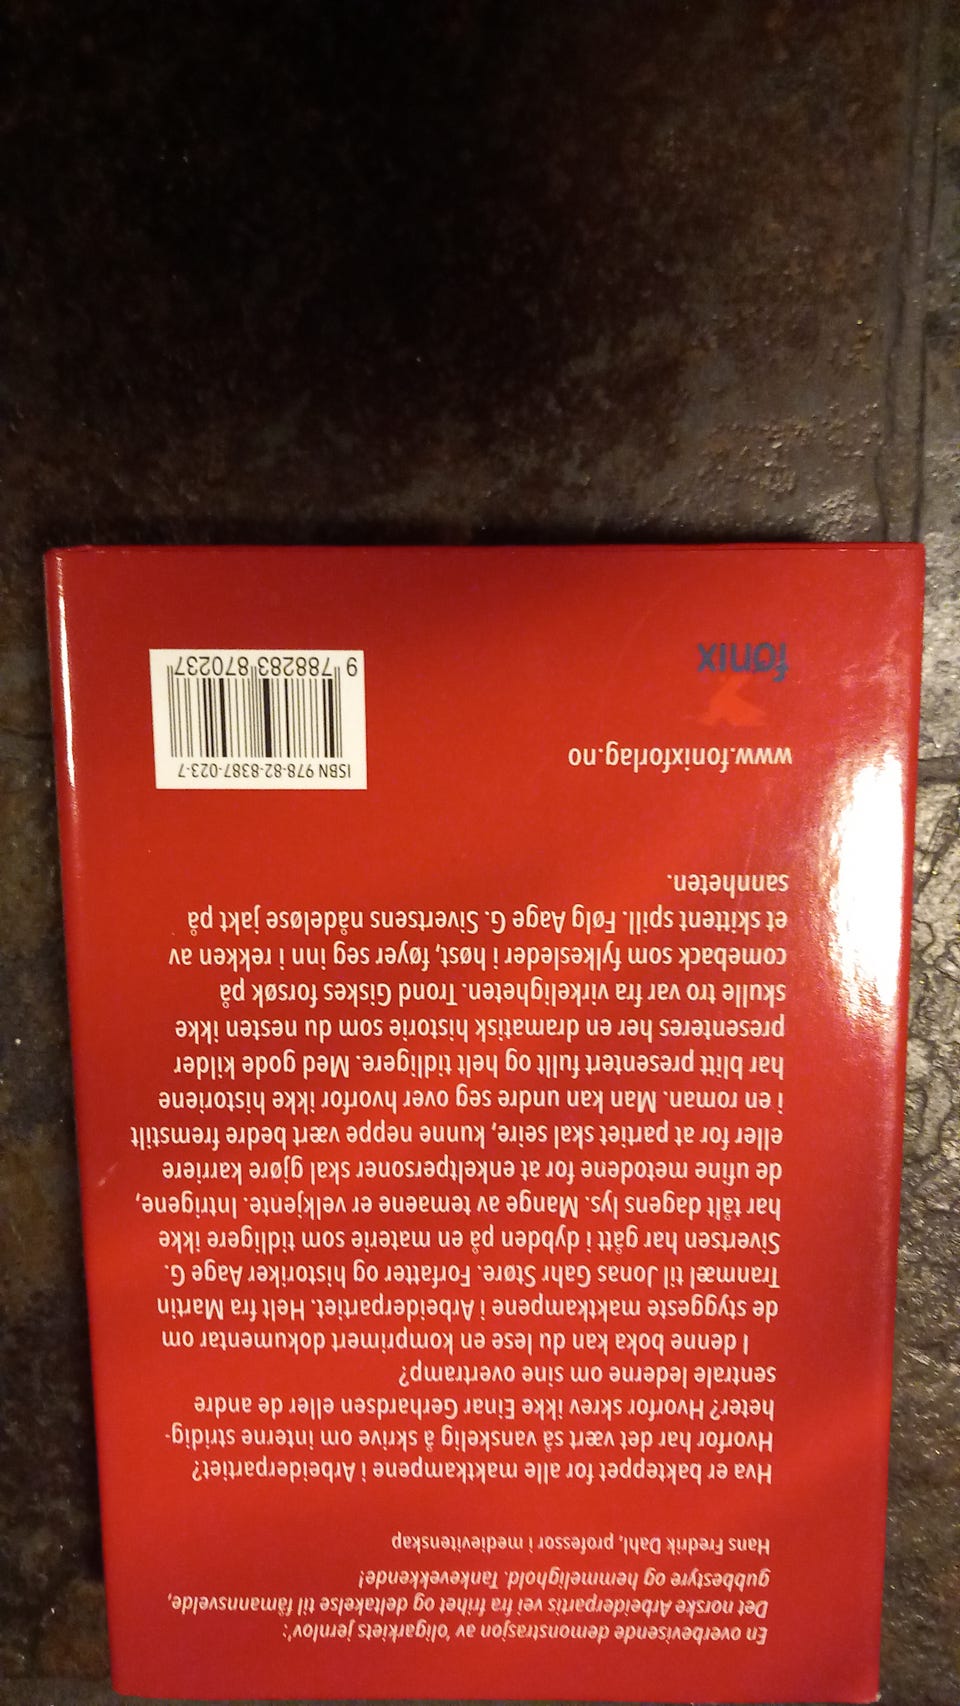 En overbevisende demonstrasjon av 'oligarkiets jernlov':
Det norske Arbeiderpartis vei fra frihet og deltakelse til fåmannsvelde,
gubbestyre og hemmelighold. Tankevekkende!
Hans Fredrik Dahl, professor i medievitenskap
Hva er bakteppet for alle maktkampene i Arbeiderpartiet?
Hvorfor har det vært så vanskelig å skrive om interne stridig-
heter? Hvorfor skrev ikke Einar Gerhardsen eller de andre
sentrale lederne om sine overtramp?
I denne boka kan du lese en komprimert dokumentar om
de styggeste maktkampene i Arbeiderpartiet. Helt fra Martin
Tranmæl til Jonas Gahr Støre. Forfatter og historiker Aage G.
Sivertsen har gått i dybden på en materie som tidligere ikke
har tålt dagens lys. Mange av temaene er velkjente. Intrigene,
de ufine metodene for at enkeltpersoner skal gjøre karriere
eller for at partiet skal seire, kunne neppe vært bedre fremstilt
i en roman. Man kan undre seg over hvorfor ikke historiene
har blitt presentert fullt og helt tidligere. Med gode kilder
presenteres her en dramatisk historie som du nesten ikke
skulle tro var fra virkeligheten. Trond Giskes forsøk på
comeback som fylkesleder i høst, føyer seg inn i rekken av
et skittent spill. Følg Aage G. Sivertsens nådeløse jakt på
sannheten.
www.fonixforlag.no
fønix
ISBN 978-82-8387-023-7
9 788283 870237